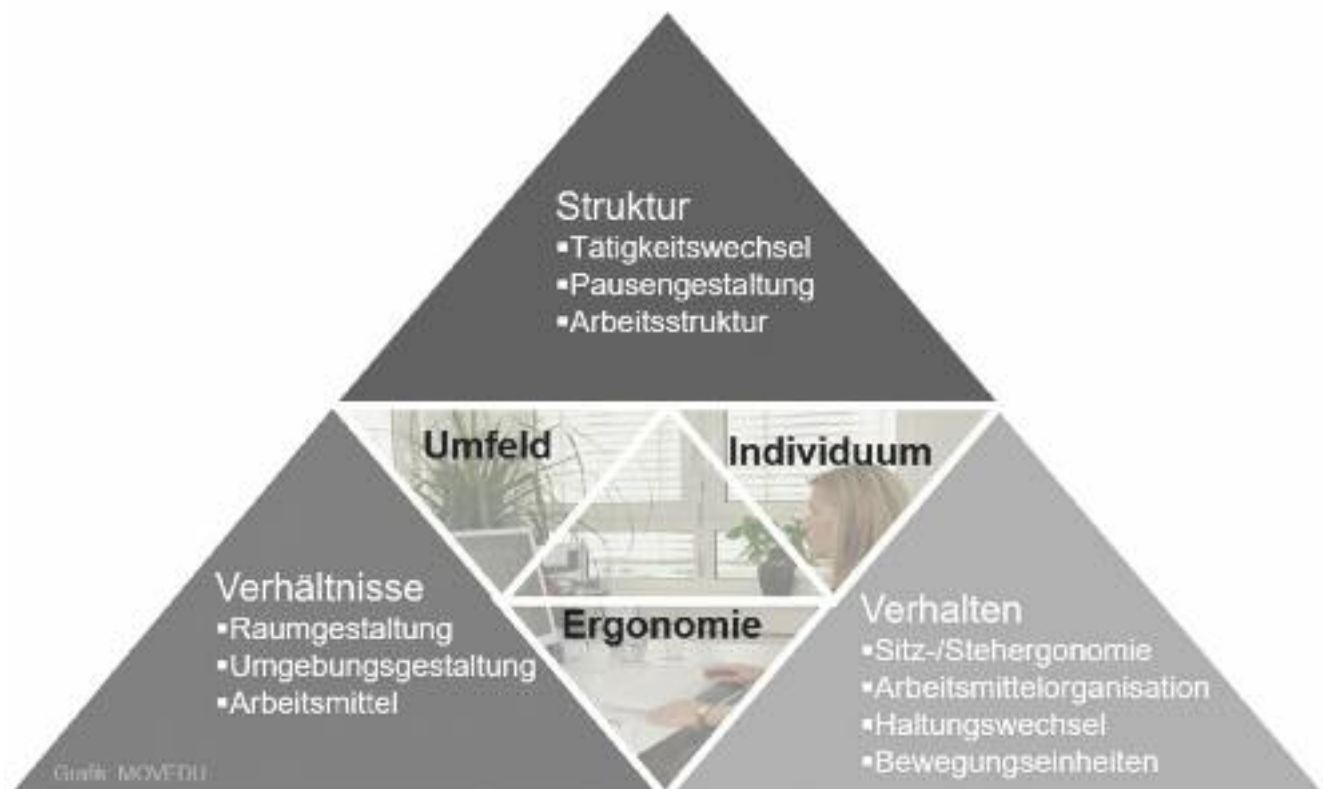 Struktur
▪Tätigkeitswechsel
▪Pausengestaltung
▪Arbeitsstruktur
Umfeld
Individuum
Ergonomie
Verhältnisse
▪Raumgestaltung
▪Umgebungsgestaltung
▪Arbeitsmittel
Verhalten
▪Sitz-/Stehergonomie
▪Arbeitsmittelorganisation
▪Haltungswechsel
▪Bewegungseinheiten
Grafik: MOVEDU